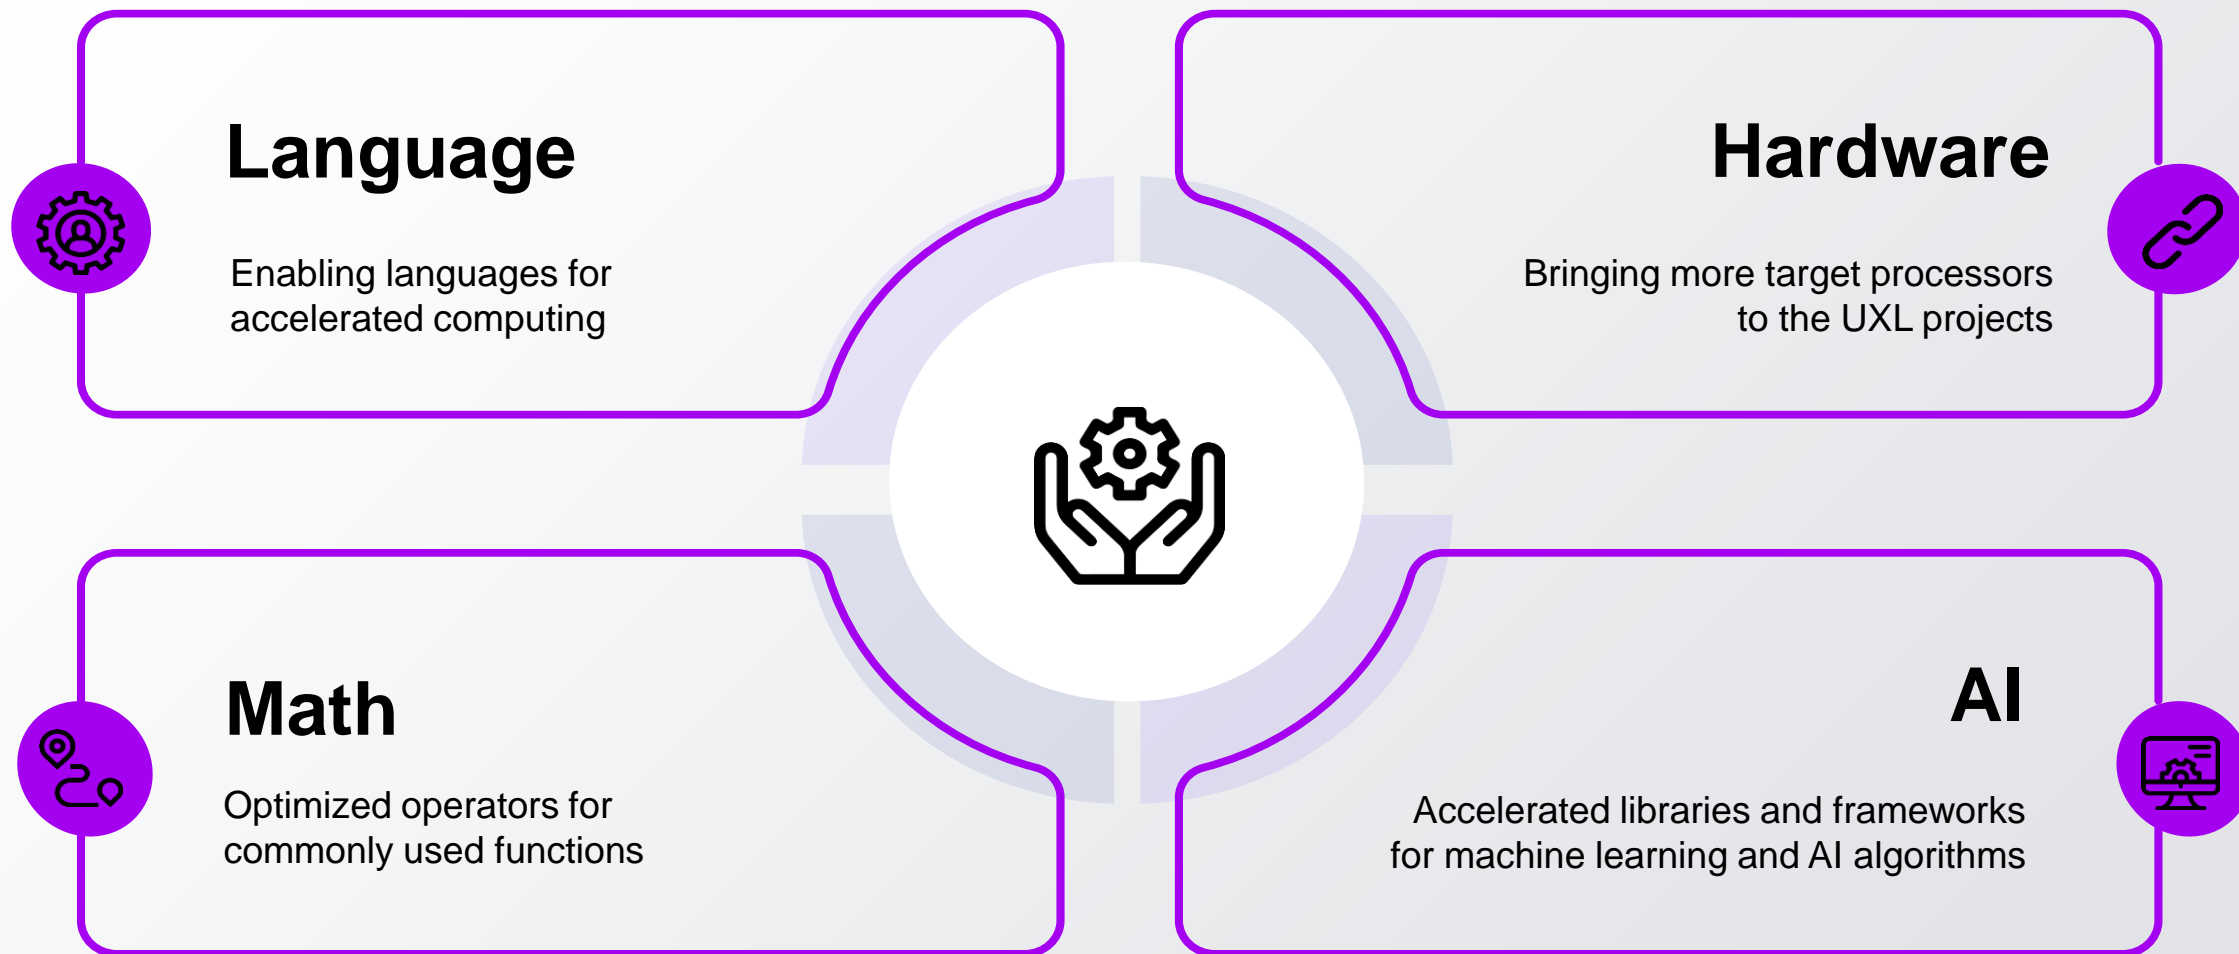 Language
Enabling languages for
accelerated computing
Hardware
Bringing more target processors
to the UXL projects
Math
Optimized operators for
commonly used functions
AI
Accelerated libraries and frameworks
for machine learning and AI algorithms